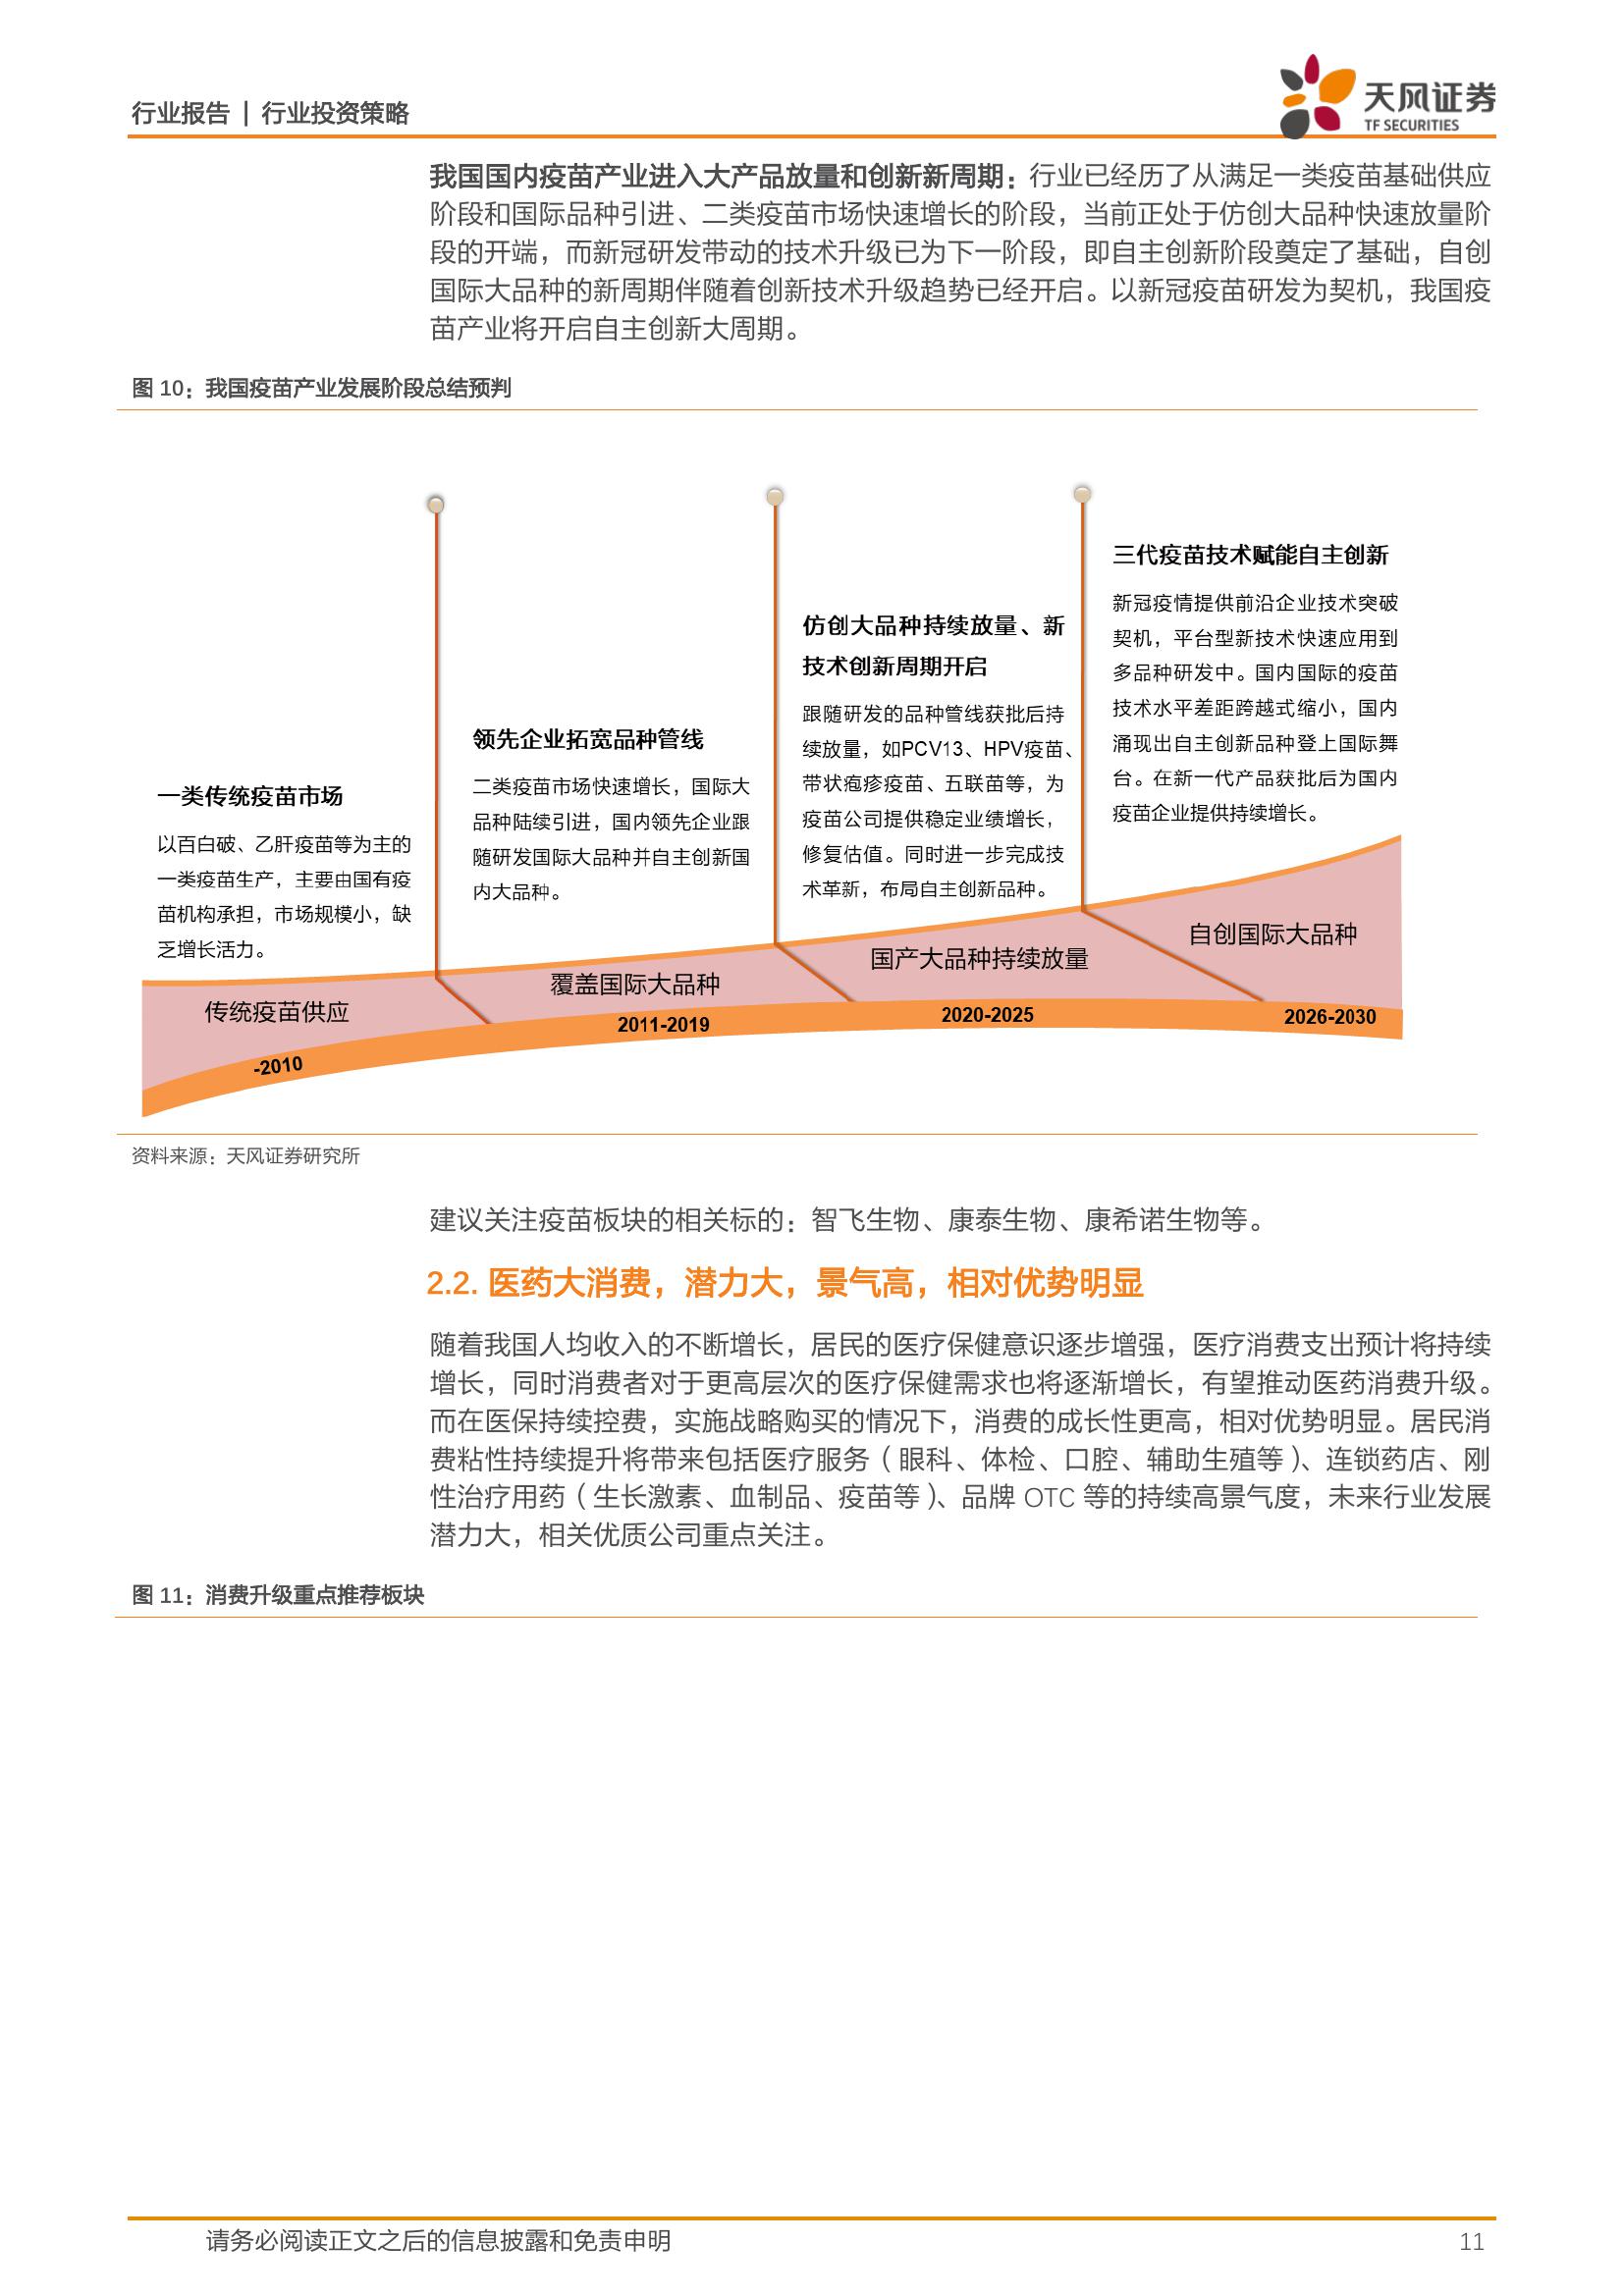 行业报告 | 行业投资策略
天风证券
TF SECURITIES
我国国内疫苗产业进入大产品放量和创新新周期：行业已经历了从满足一类疫苗基础供应
阶段和国际品种引进、二类疫苗市场快速增长的阶段，当前正处于仿创大品种快速放量阶
段的开端，而新冠研发带动的技术升级已为下一阶段，即自主创新阶段奠定了基础，自创
国际大品种的新周期伴随着创新技术升级趋势已经开启。以新冠疫苗研发为契机，我国疫
苗产业将开启自主创新大周期。
图 10：我国疫苗产业发展阶段总结预判
一类传统疫苗市场
以百白破、乙肝疫苗等为主的
一类疫苗生产，主要由国有疫
苗机构承担，市场规模小，缺
乏增长活力。
领先企业拓宽品种管线
二类疫苗市场快速增长，国际大
品种陆续引进，国内领先企业跟
随研发国际大品种并自主创新国
内大品种。
仿创大品种持续放量、新
技术创新周期开启
跟随研发的品种管线获批后持
续放量，如PCV13、HPV疫苗、
带状疱疹疫苗、五联苗等，为
疫苗公司提供稳定业绩增长，
修复估值。同时进一步完成技
术革新，布局自主创新品种。
三代疫苗技术赋能自主创新
新冠疫情提供前沿企业技术突破
契机，平台型新技术快速应用到
多品种研发中。国内国际的疫苗
技术水平差距跨越式缩小，国内
涌现出自主创新品种登上国际舞
台。在新一代产品获批后为国内
疫苗企业提供持续增长。
传统疫苗供应
覆盖国际大品种
国产大品种持续放量
自创国际大品种
-2010
2011-2019
2020-2025
2026-2030
资料来源：天风证券研究所
建议关注疫苗板块的相关标的：智飞生物、康泰生物、康希诺生物等。
2.2. 医药大消费，潜力大，景气高，相对优势明显
随着我国人均收入的不断增长，居民的医疗保健意识逐步增强，医疗消费支出预计将持续
增长，同时消费者对于更高层次的医疗保健需求也将逐渐增长，有望推动医药消费升级。
而在医保持续控费，实施战略购买的情况下，消费的成长性更高，相对优势明显。居民消
费粘性持续提升将带来包括医疗服务（眼科、体检、口腔、辅助生殖等）、连锁药店、刚
性治疗用药（生长激素、血制品、疫苗等）、品牌 OTC 等的持续高景气度，未来行业发展
潜力大，相关优质公司重点关注。
图 11：消费升级重点推荐板块
请务必阅读正文之后的信息披露和免责申明
11